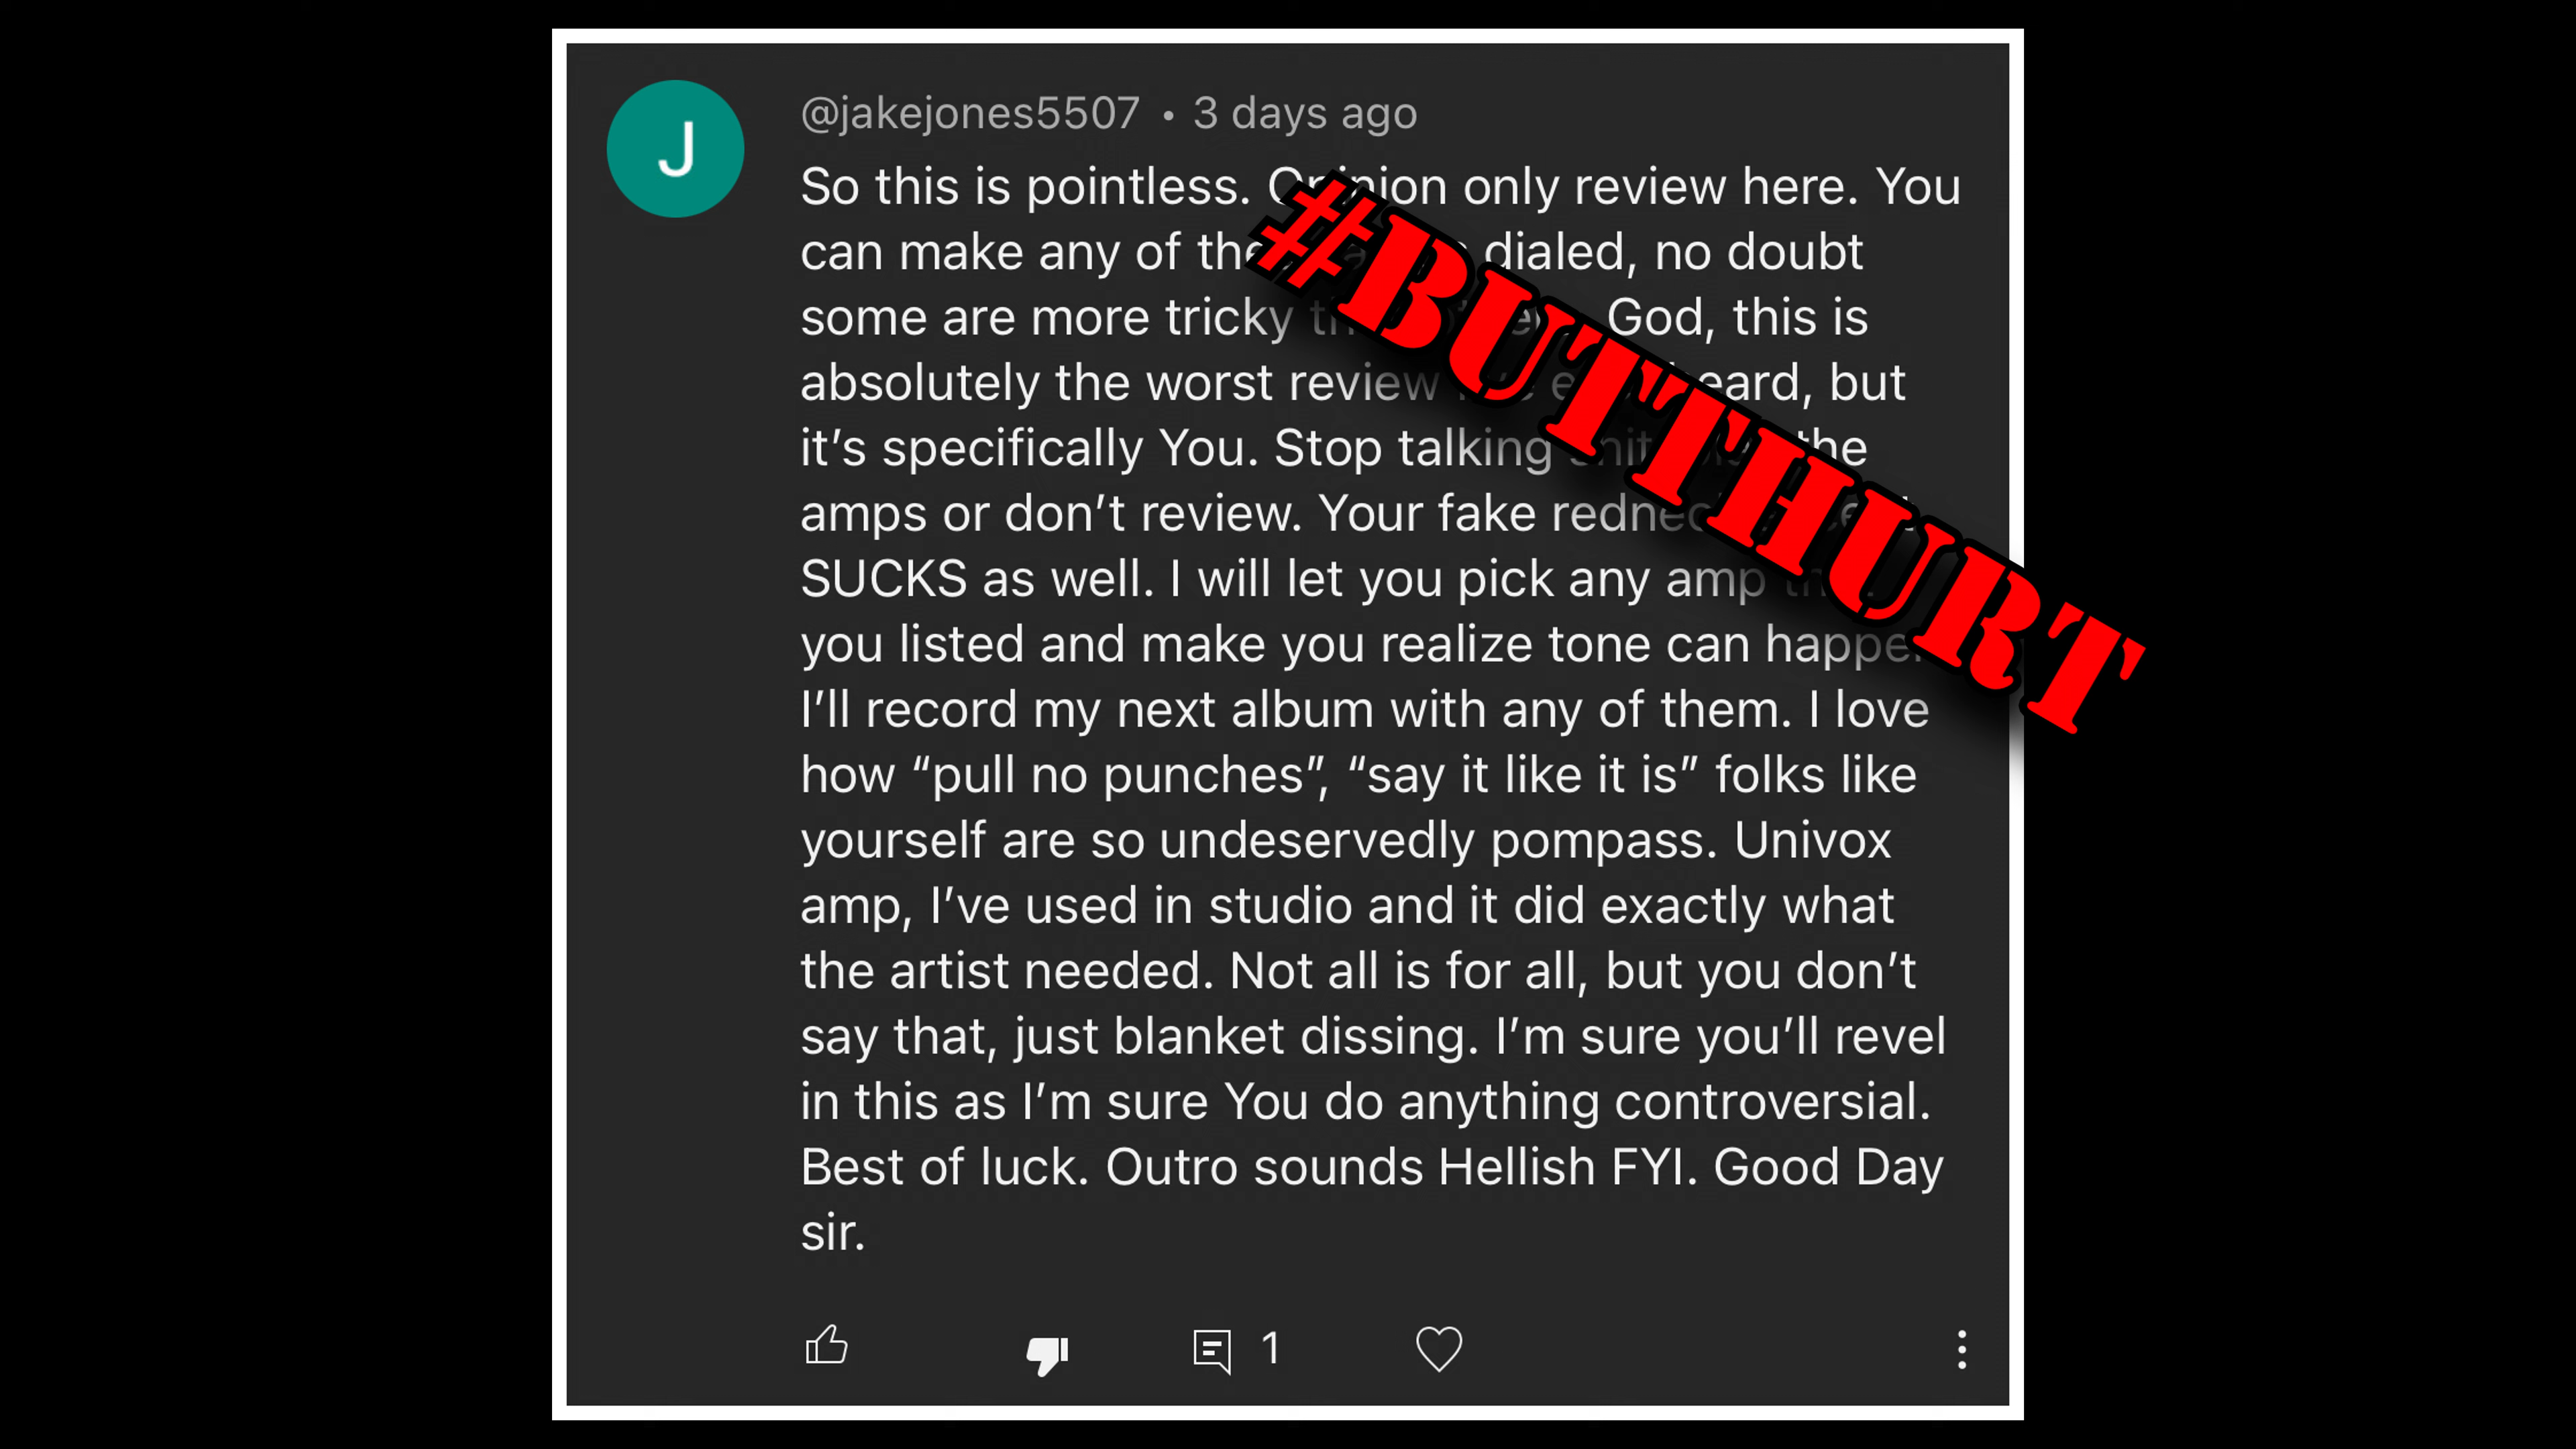 J
@jakejones5507 • 3 days ago
So this is pointless. Opinion only review here. You
can make any of dialed, no doubt
some are more tricky God, this is
absolutely the worst review heard, but
it’s specifically You. Stop talking the
amps or don’t review. Your fake
SUCKS as well. I will let you pick any amp
you listed and make you realize tone can happen
I’ll record my next album with any of them. I love
how “pull no punches”, “say it like it is” folks like
yourself are so undeservedly pompass. Univox
amp, I’ve used in studio and it did exactly what
the artist needed. Not all is for all, but you don’t
say that, just blanket dissing. I’m sure you’ll revel
in this as I’m sure You do anything controversial.
Best of luck. Outro sounds Hellish FYI. Good Day
sir.
1
#BUTTHURT